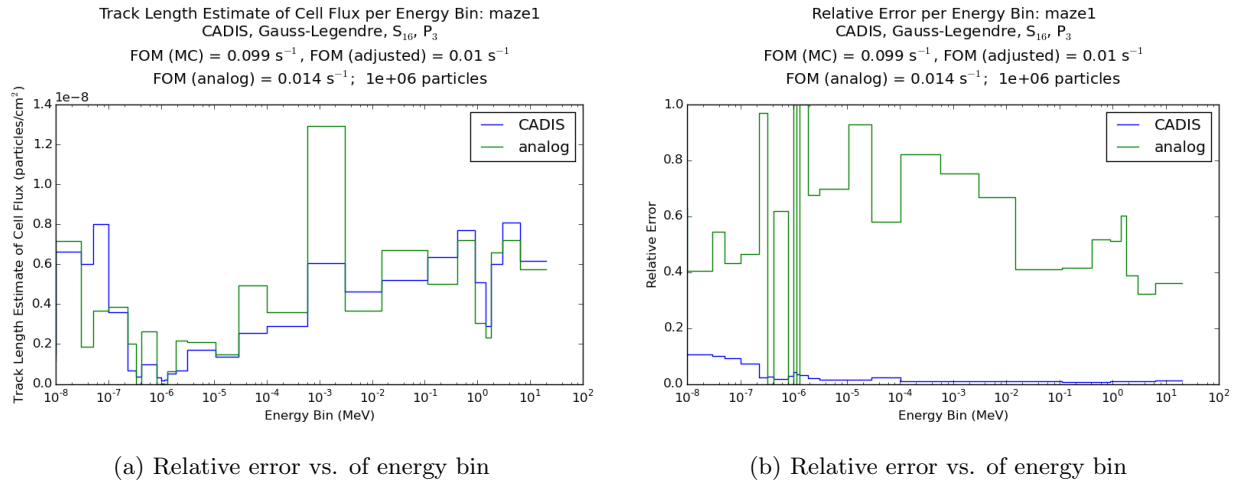 Track Length Estimate of Cell Flux per Energy Bin: maze1
CADIS, Gauss-Legendre, S₁₆, P₃
FOM (MC) = 0.099 s⁻¹ , FOM (adjusted) = 0.01 s⁻¹
FOM (analog) = 0.014 s⁻¹;  1e+06 particles
1e−8
Track Length Estimate of Cell Flux (particles/cm²)
1.4
1.2
1.0
0.8
0.6
0.4
0.2
0.0
CADIS
analog
10⁻⁸ 10⁻⁷ 10⁻⁶ 10⁻⁵ 10⁻⁴ 10⁻³ 10⁻² 10⁻¹ 10⁰ 10¹ 10²
Energy Bin (MeV)
(a) Relative error vs. of energy bin
Relative Error per Energy Bin: maze1
CADIS, Gauss-Legendre, S₁₆, P₃
FOM (MC) = 0.099 s⁻¹ , FOM (adjusted) = 0.01 s⁻¹
FOM (analog) = 0.014 s⁻¹;  1e+06 particles
Relative Error
1.0
0.8
0.6
0.4
0.2
0.0
CADIS
analog
10⁻⁸ 10⁻⁷ 10⁻⁶ 10⁻⁵ 10⁻⁴ 10⁻³ 10⁻² 10⁻¹ 10⁰ 10¹ 10²
Energy Bin (MeV)
(b) Relative error vs. of energy bin